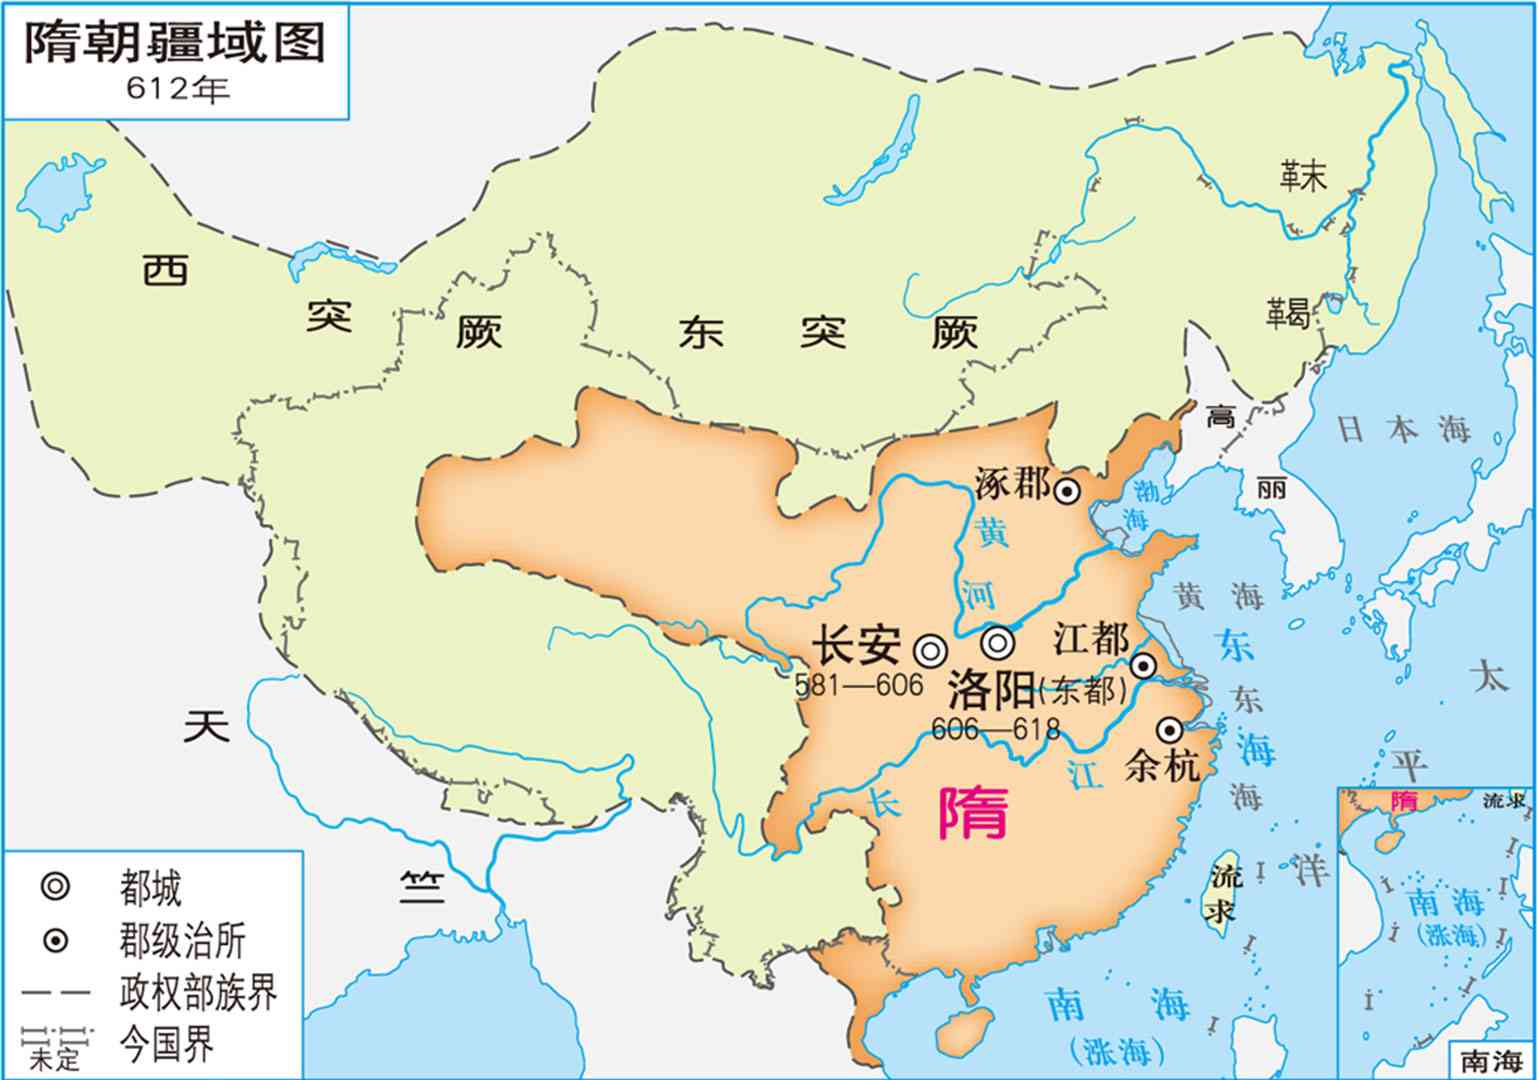 隋朝疆域图
612年
西突厥
东突厥
靺
鞨
高
丽
日本海
涿郡
渤海
黄河
黄海
长安
581—606
洛阳(东都)
606—618
江都
余杭
东海
东海
太平洋
长江
隋
天竺
流求
南海
(涨海)
隋
流求
南海
(涨海)
南海
都城
郡级治所
政权部族界
未定
今国界